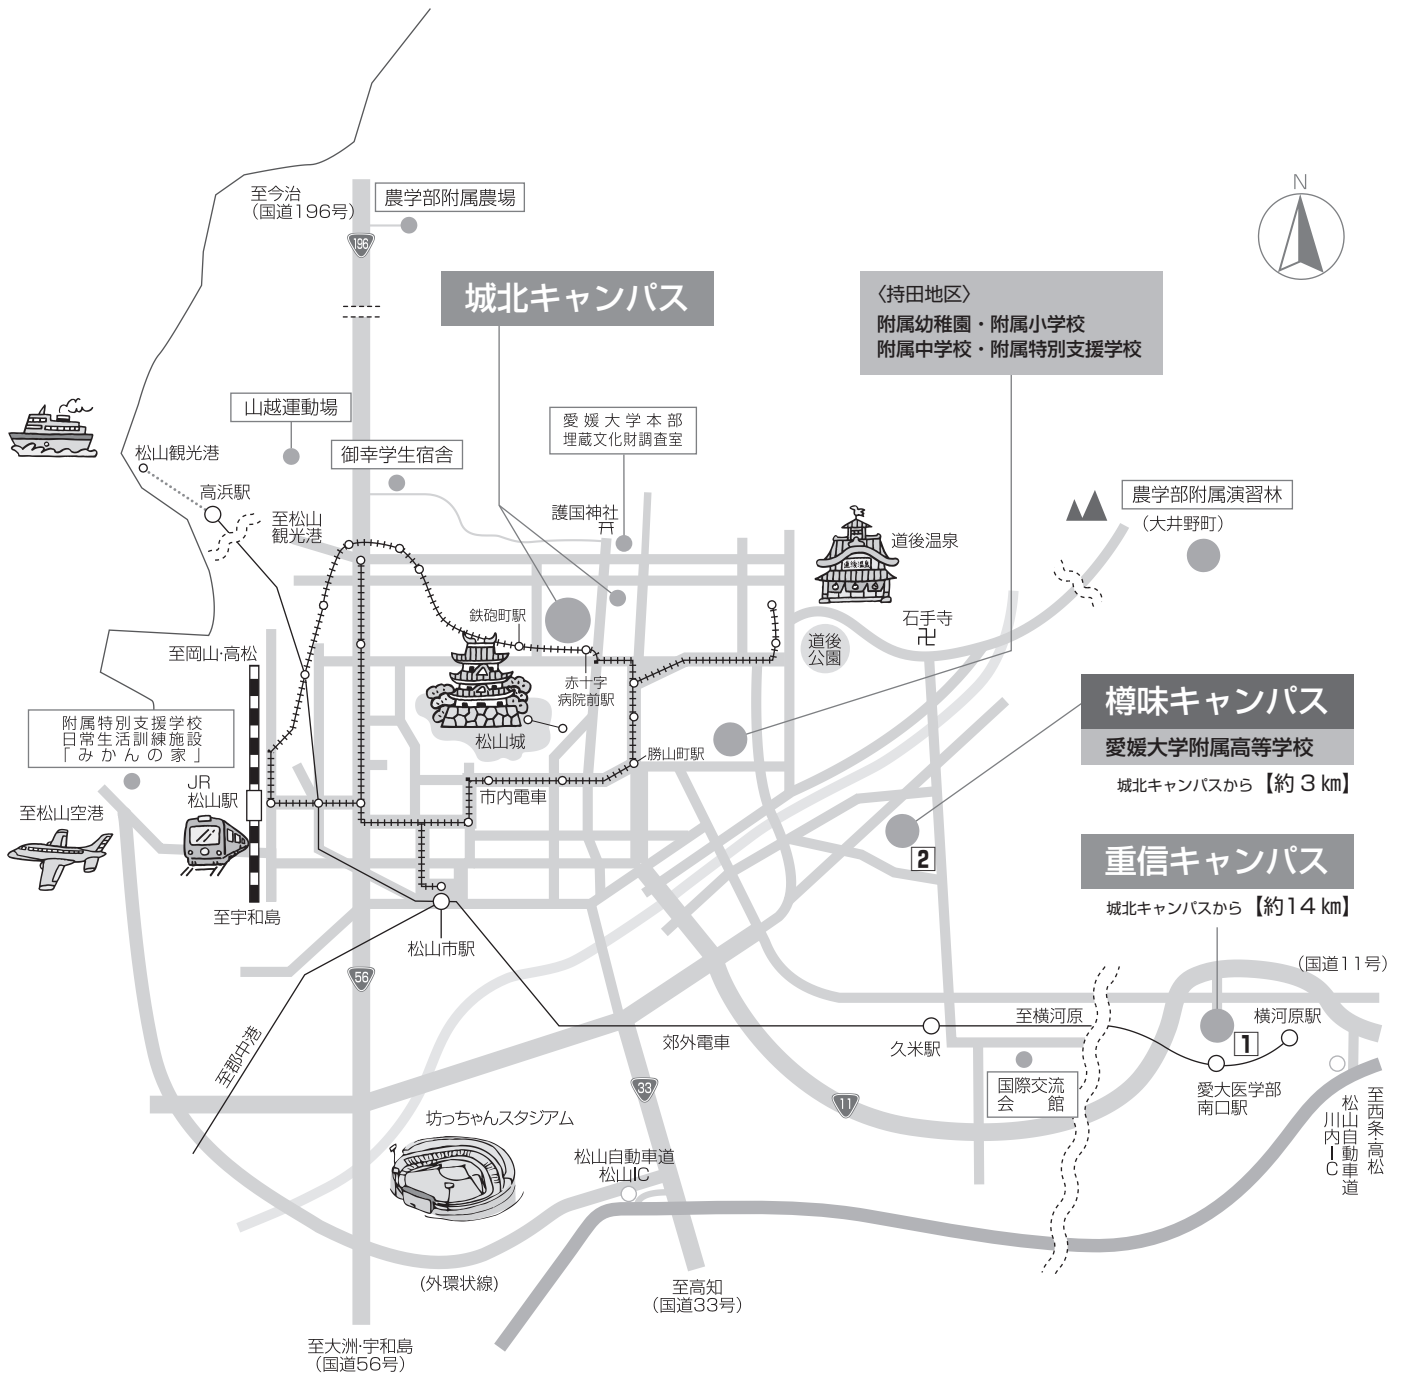 N
至今治
（国道196号）
農学部附属農場
196
城北キャンパス
〈持田地区〉
附属幼稚園・附属小学校
附属中学校・附属特別支援学校
山越運動場
愛媛大学本部
埋蔵文化財調査室
御幸学生宿舎
松山観光港
高浜駅
至松山
観光港
護国神社
道後温泉
道後温泉
農学部附属演習林
（大井野町）
石手寺
卍
鉄砲町駅
道後
公園
至岡山・高松
赤十字
病院前駅
松山城
樽味キャンパス
愛媛大学附属高等学校
城北キャンパスから【約３㎞】
附属特別支援学校
日常生活訓練施設
「みかんの家」
勝山町駅
JR
松山駅
市内電車
至松山空港
2
重信キャンパス
城北キャンパスから【約14㎞】
至宇和島
松山市駅
56
（国道11号）
至横河原
横河原駅
1
久米駅
郊外電車
至郡中港
国際交流
会館
愛大医学部
南口駅
33
11
坊っちゃんスタジアム
松山自動車道
松山IC
松山自動車道
川内IC
至西条・高松
(外環状線)
至高知
（国道33号）
至大洲・宇和島
（国道56号）